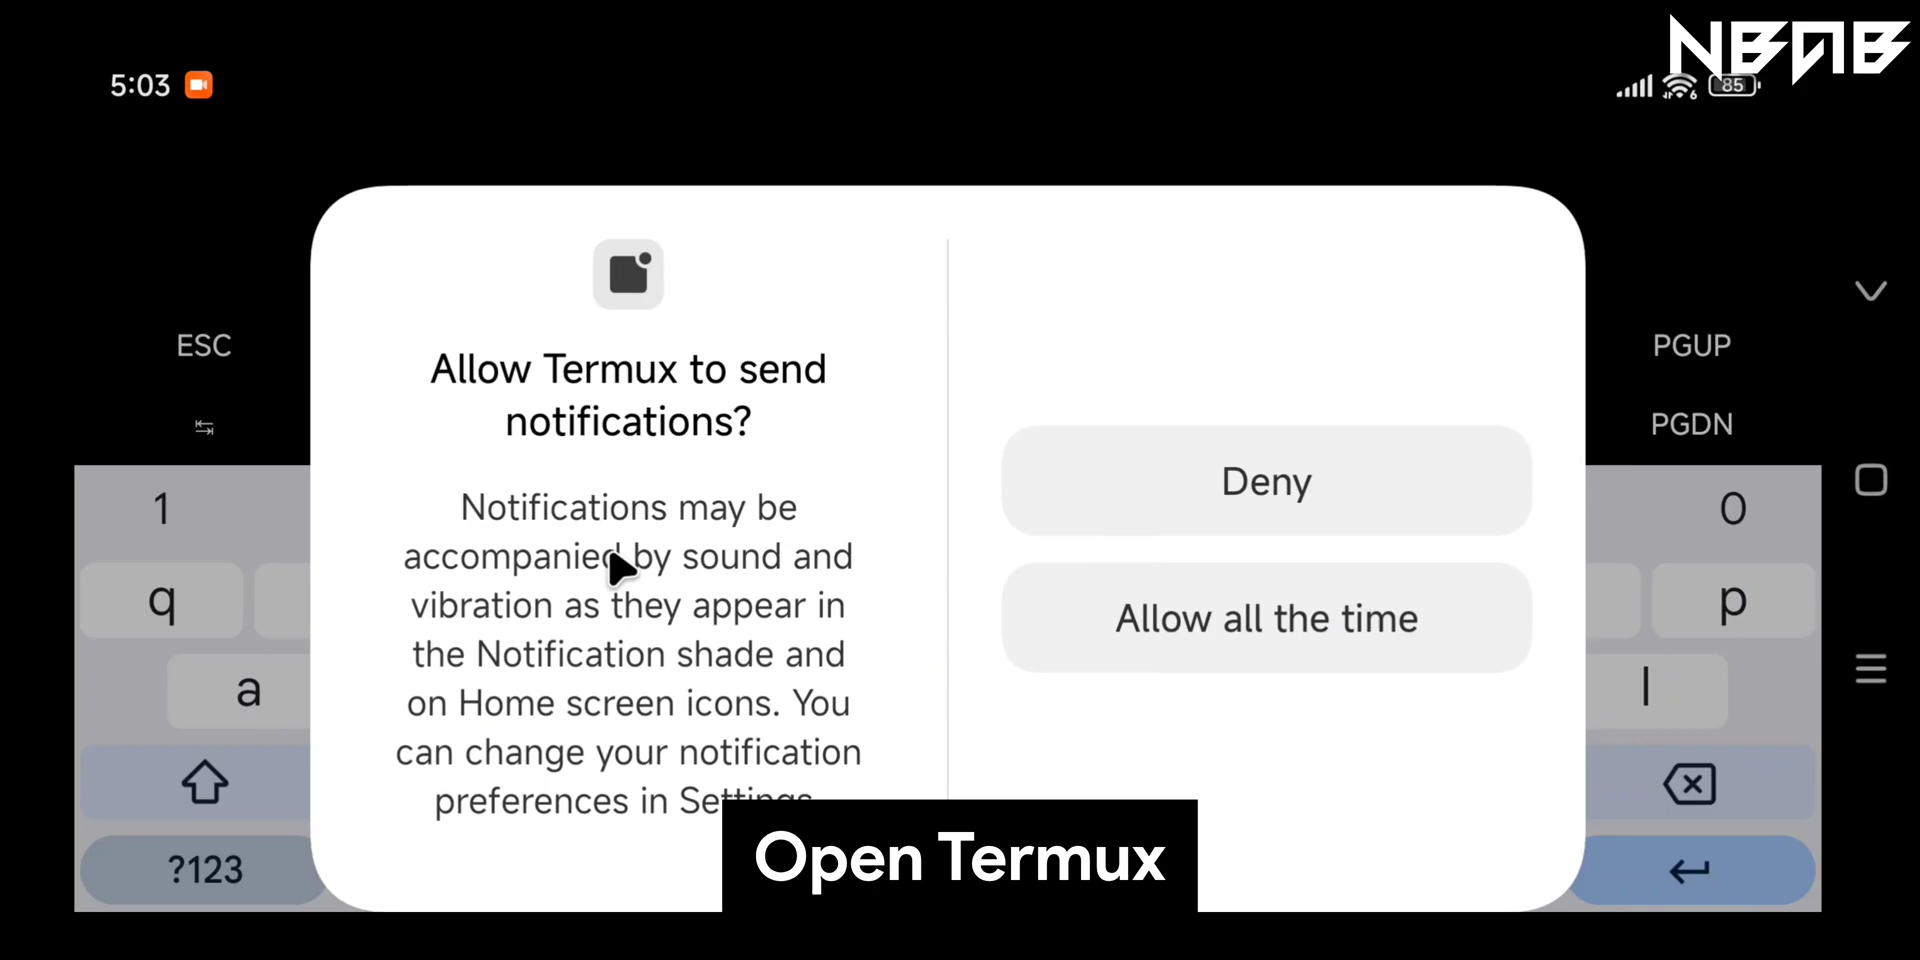 NBAB
5:03
6
85
ESC
PGUP
PGDN
Allow Termux to send
notifications?
Notifications may be
accompanied by sound and
vibration as they appear in
the Notification shade and
on Home screen icons. You
can change your notification
preferences in Settings.
Deny
Allow all the time
1
0
q
p
a
l
?123
Open Termux